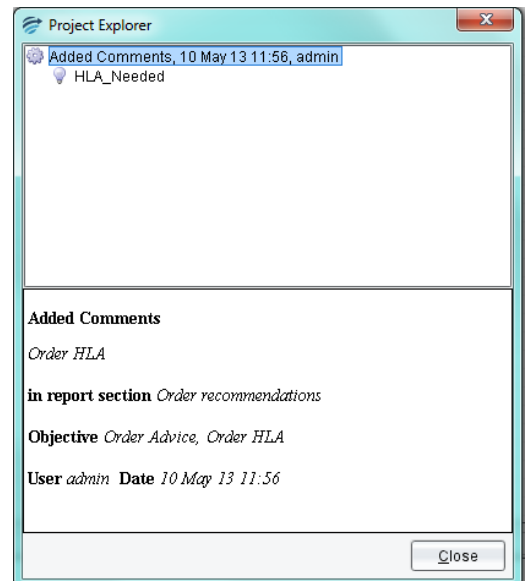 Project Explorer
Added Comments, 10 May 13 11:56, admin
HLA_Needed
Added Comments
Order HLA
in report section Order recommendations
Objective Order Advice, Order HLA
User admin Date 10 May 13 11:56
Close